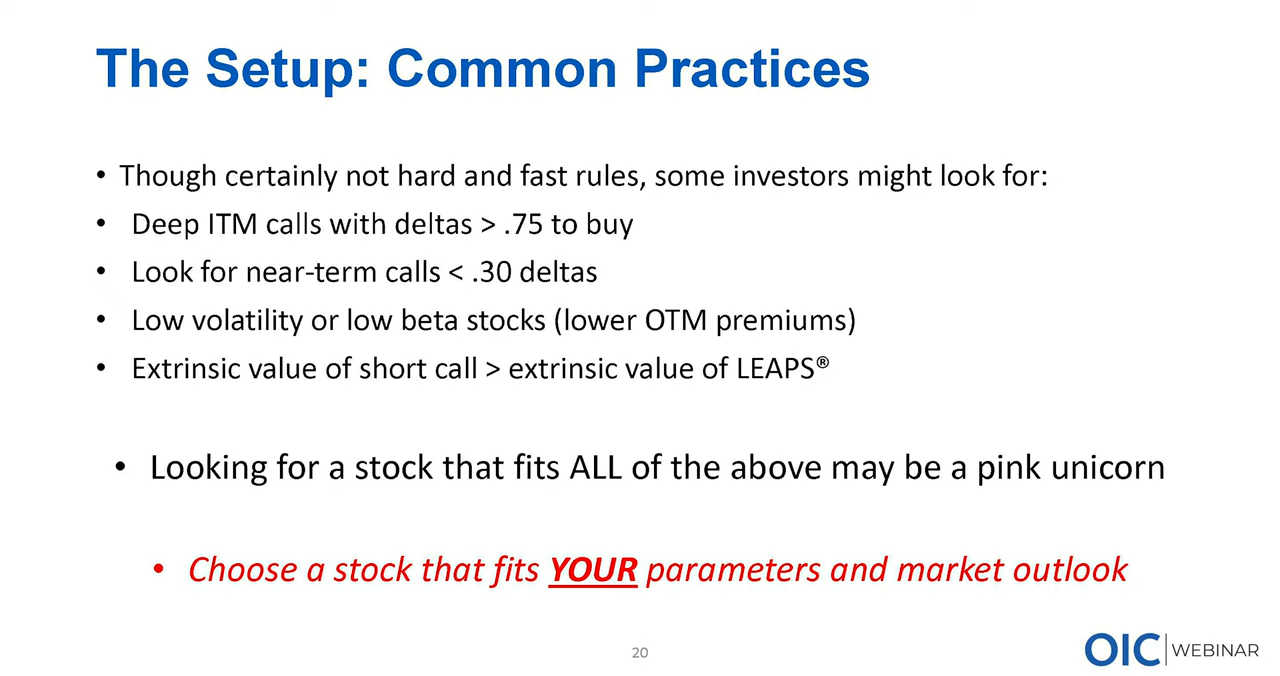 The Setup: Common Practices
• Though certainly not hard and fast rules, some investors might look for:
• Deep ITM calls with deltas > .75 to buy
• Look for near-term calls < .30 deltas
• Low volatility or low beta stocks (lower OTM premiums)
• Extrinsic value of short call > extrinsic value of LEAPS®
• Looking for a stock that fits ALL of the above may be a pink unicorn
• Choose a stock that fits YOUR parameters and market outlook
20
OIC WEBINAR